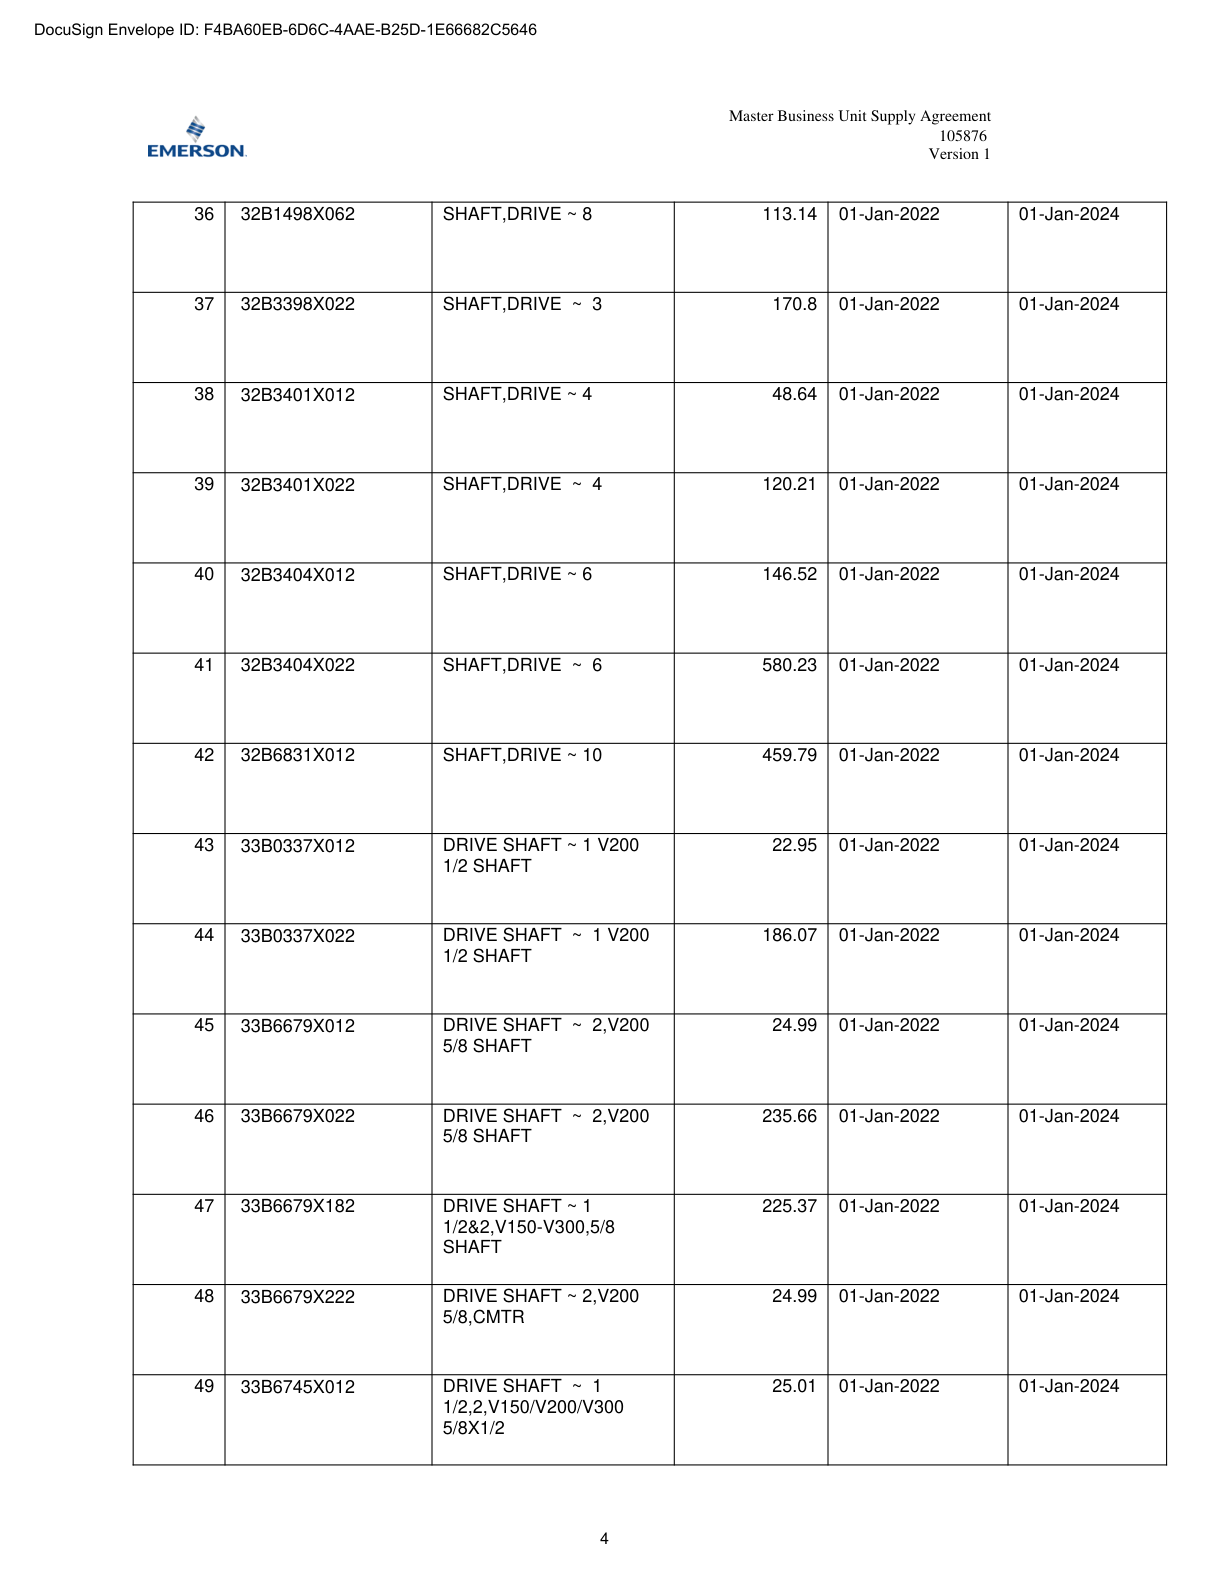 DocuSign Envelope ID: F4BA60EB-6D6C-4AAE-B25D-1E66682C5646
EMERSON
Master Business Unit Supply Agreement
105876
Version 1
36 32B1498X062 SHAFT,DRIVE ~ 8 113.14 01-Jan-2022 01-Jan-2024
37 32B3398X022 SHAFT,DRIVE ~ 3 170.8 01-Jan-2022 01-Jan-2024
38 32B3401X012 SHAFT,DRIVE ~ 4 48.64 01-Jan-2022 01-Jan-2024
39 32B3401X022 SHAFT,DRIVE ~ 4 120.21 01-Jan-2022 01-Jan-2024
40 32B3404X012 SHAFT,DRIVE ~ 6 146.52 01-Jan-2022 01-Jan-2024
41 32B3404X022 SHAFT,DRIVE ~ 6 580.23 01-Jan-2022 01-Jan-2024
42 32B6831X012 SHAFT,DRIVE ~ 10 459.79 01-Jan-2022 01-Jan-2024
43 33B0337X012 DRIVE SHAFT ~ 1 V200 22.95 01-Jan-2022 01-Jan-2024
1/2 SHAFT
44 33B0337X022 DRIVE SHAFT ~ 1 V200 186.07 01-Jan-2022 01-Jan-2024
1/2 SHAFT
45 33B6679X012 DRIVE SHAFT ~ 2,V200 24.99 01-Jan-2022 01-Jan-2024
5/8 SHAFT
46 33B6679X022 DRIVE SHAFT ~ 2,V200 235.66 01-Jan-2022 01-Jan-2024
5/8 SHAFT
47 33B6679X182 DRIVE SHAFT ~ 1 225.37 01-Jan-2022 01-Jan-2024
1/2&2,V150-V300,5/8
SHAFT
48 33B6679X222 DRIVE SHAFT ~ 2,V200 24.99 01-Jan-2022 01-Jan-2024
5/8,CMTR
49 33B6745X012 DRIVE SHAFT ~ 1 25.01 01-Jan-2022 01-Jan-2024
1/2,2,V150/V200/V300
5/8X1/2
4